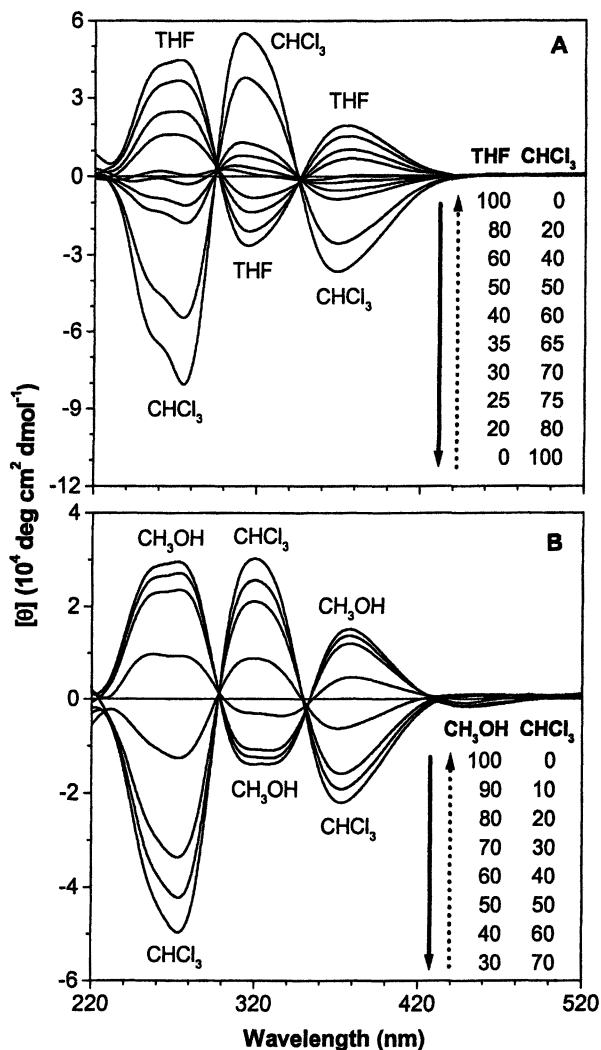 A
THF
CHCl₃
THF
THF
CHCl₃
CHCl₃
6
3
0
-3
-6
-9
-12
THF CHCl₃
100 0
80 20
60 40
50 50
40 60
35 65
30 70
25 75
20 80
0 100
[θ] (10⁴ deg cm² dmol⁻¹)
B
CH₃OH
CHCl₃
CH₃OH
CH₃OH
CHCl₃
CHCl₃
4
2
0
-2
-4
-6
CH₃OH CHCl₃
100 0
90 10
80 20
70 30
60 40
50 50
40 60
30 70
220 320 420 520
Wavelength (nm)